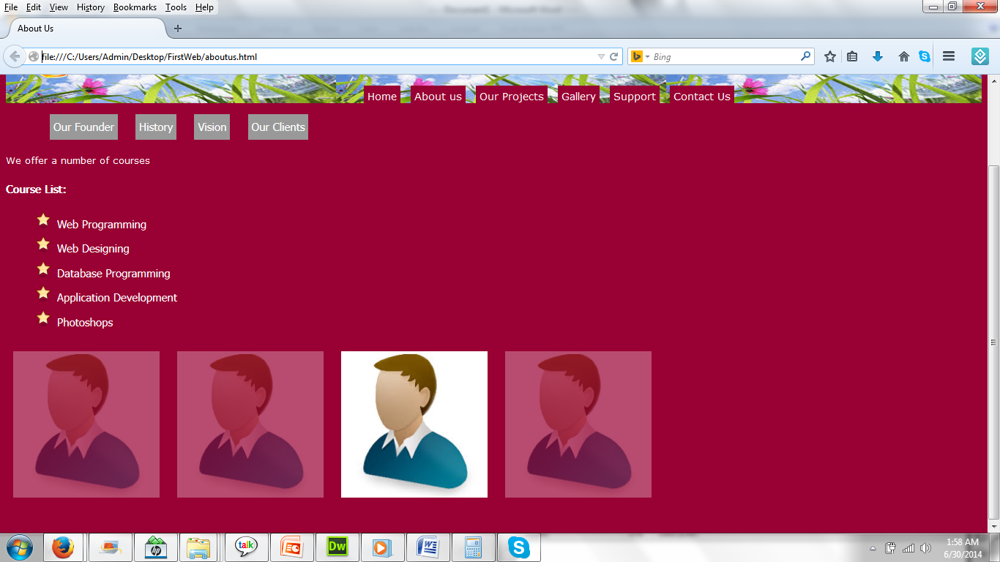 File Edit View History Bookmarks Tools Help
About Us
file:///C:/Users/Admin/Desktop/FirstWeb/aboutus.html
Bing
Home About us Our Projects Gallery Support Contact Us
Our Founder History Vision Our Clients
We offer a number of courses
Course List:
Web Programming
Web Designing
Database Programming
Application Development
Photoshops
hp talk P Dw W S
1:58 AM
6/30/2014